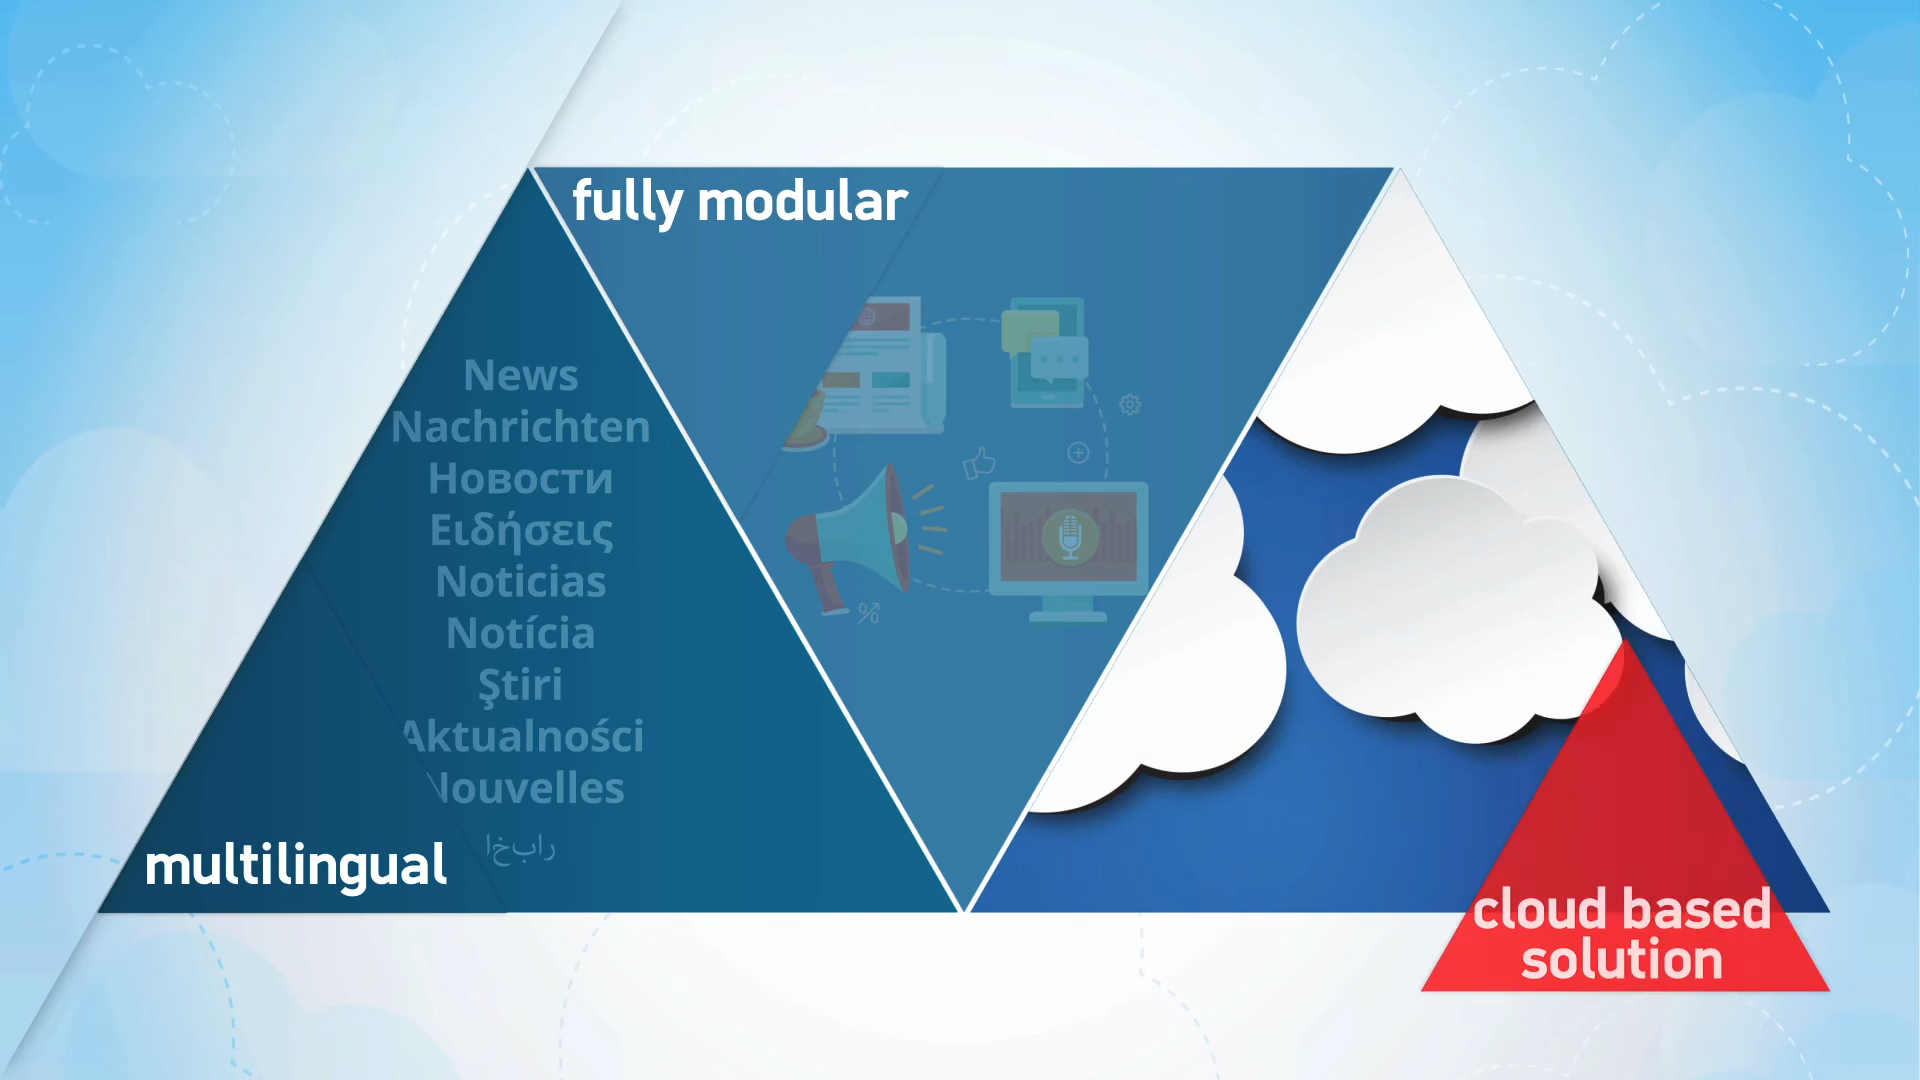 fully modular
News
Nachrichten
Новости
Ειδήσεις
Noticias
Notícia
Ştiri
Aktualności
Nouvelles
اخبار
multilingual
cloud based
solution